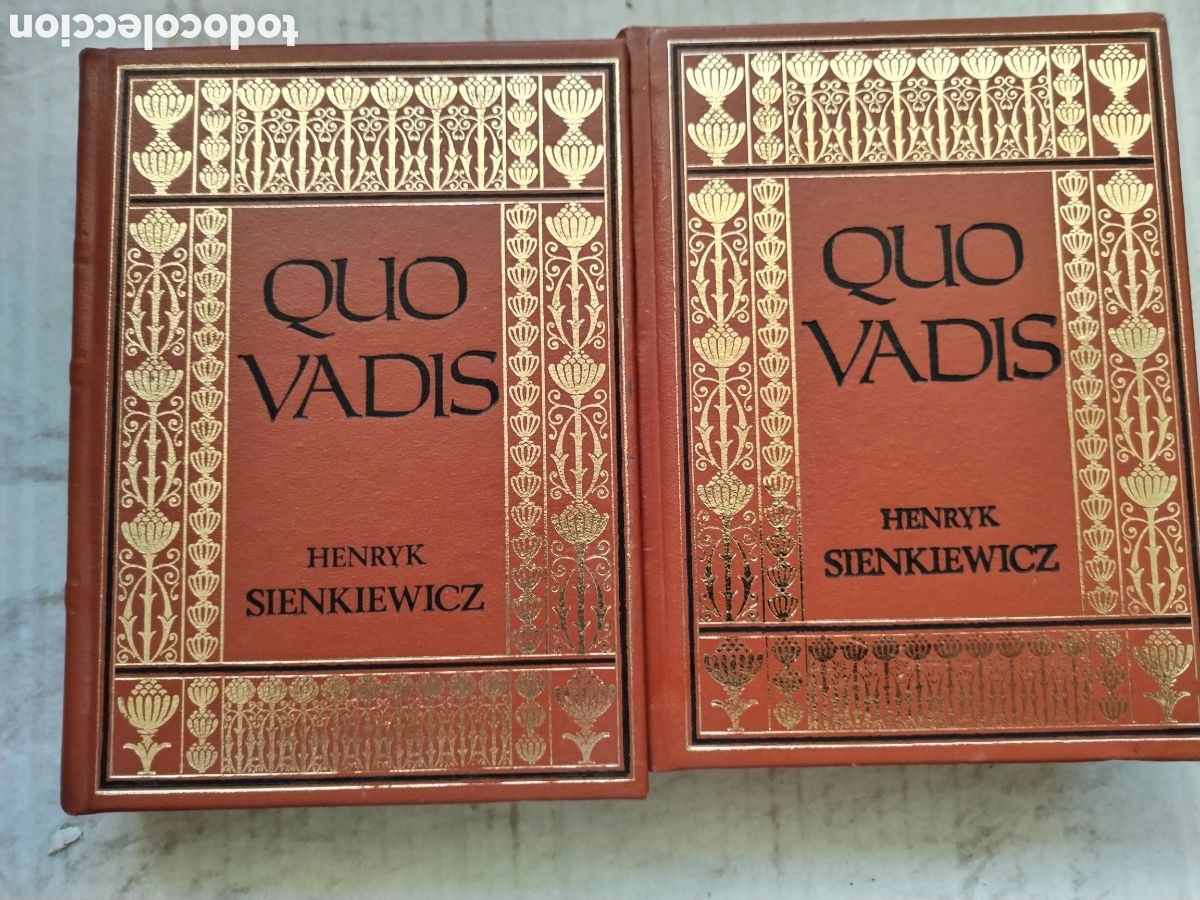 todocoleccion
QUO
VADIS
HENRYK
SIENKIEWICZ
QUO
VADIS
HENRYK
SIENKIEWICZ